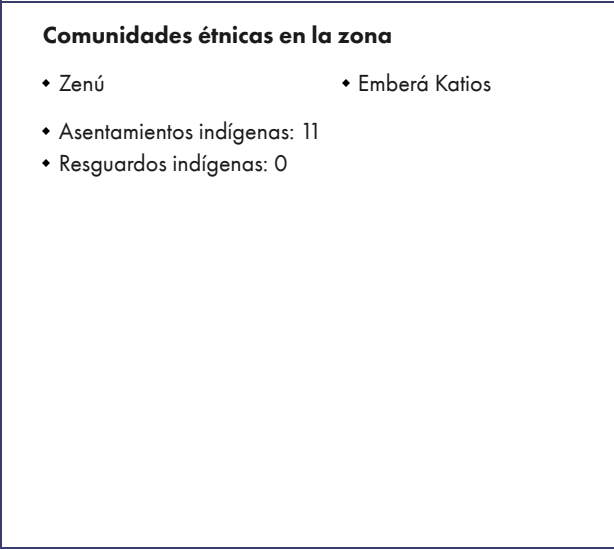 Comunidades étnicas en la zona
◆ Zenú ◆ Emberá Katios
◆ Asentamientos indígenas: 11
◆ Resguardos indígenas: 0